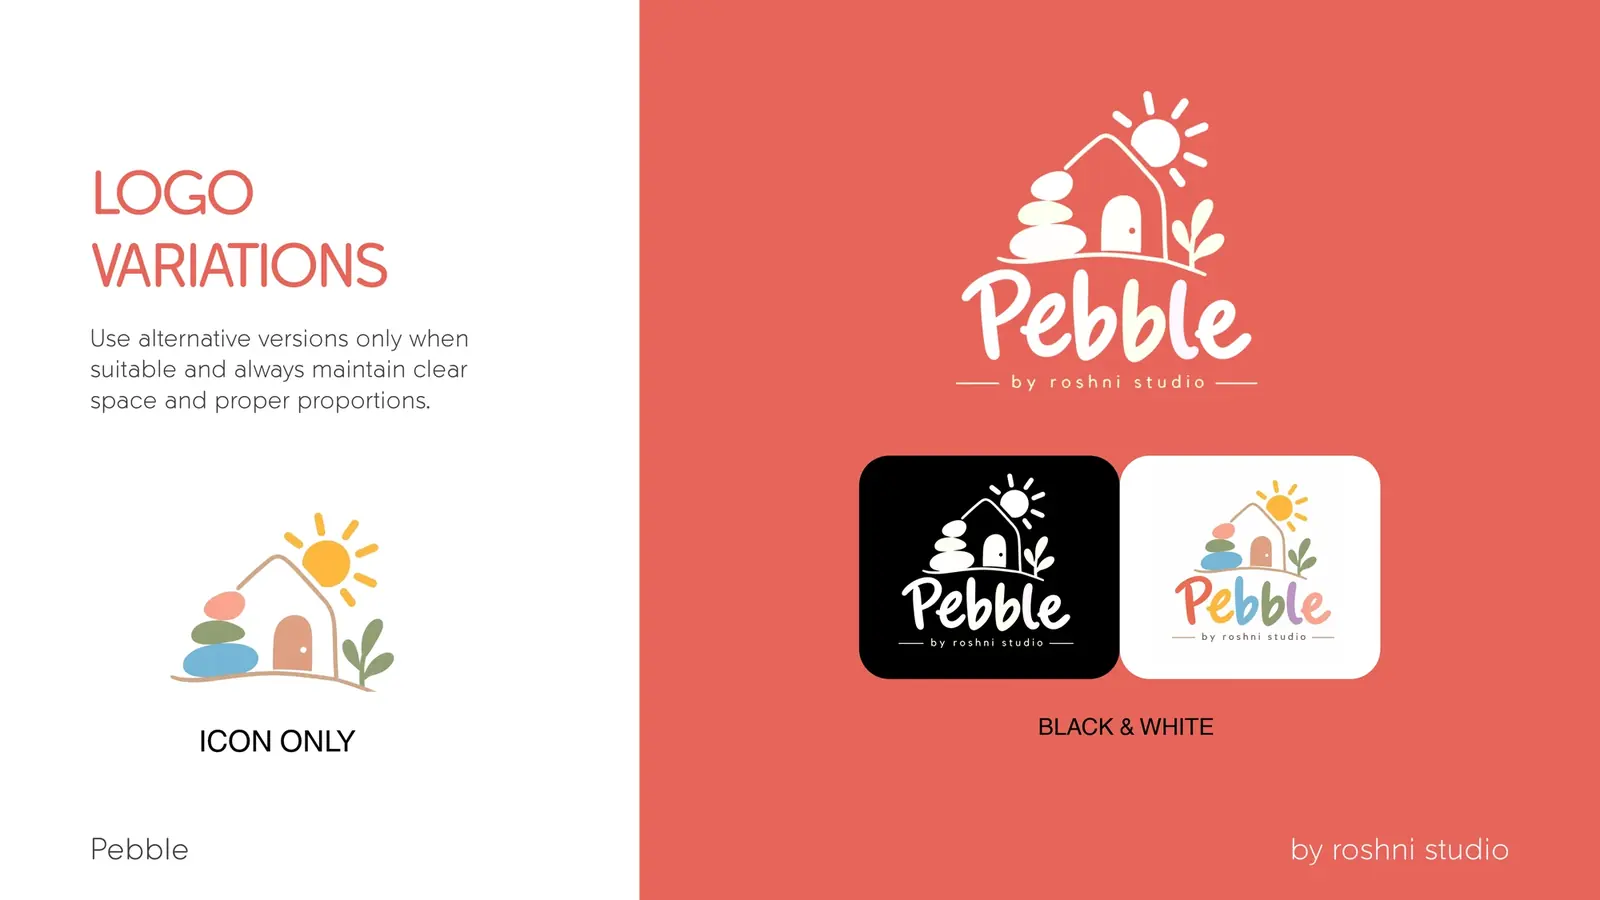 LOGO
VARIATIONS
Use alternative versions only when
suitable and always maintain clear
space and proper proportions.
ICON ONLY
Pebble
Pebble
by roshni studio
Pebble
by roshni studio
Pebble
by roshni studio
BLACK & WHITE
by roshni studio